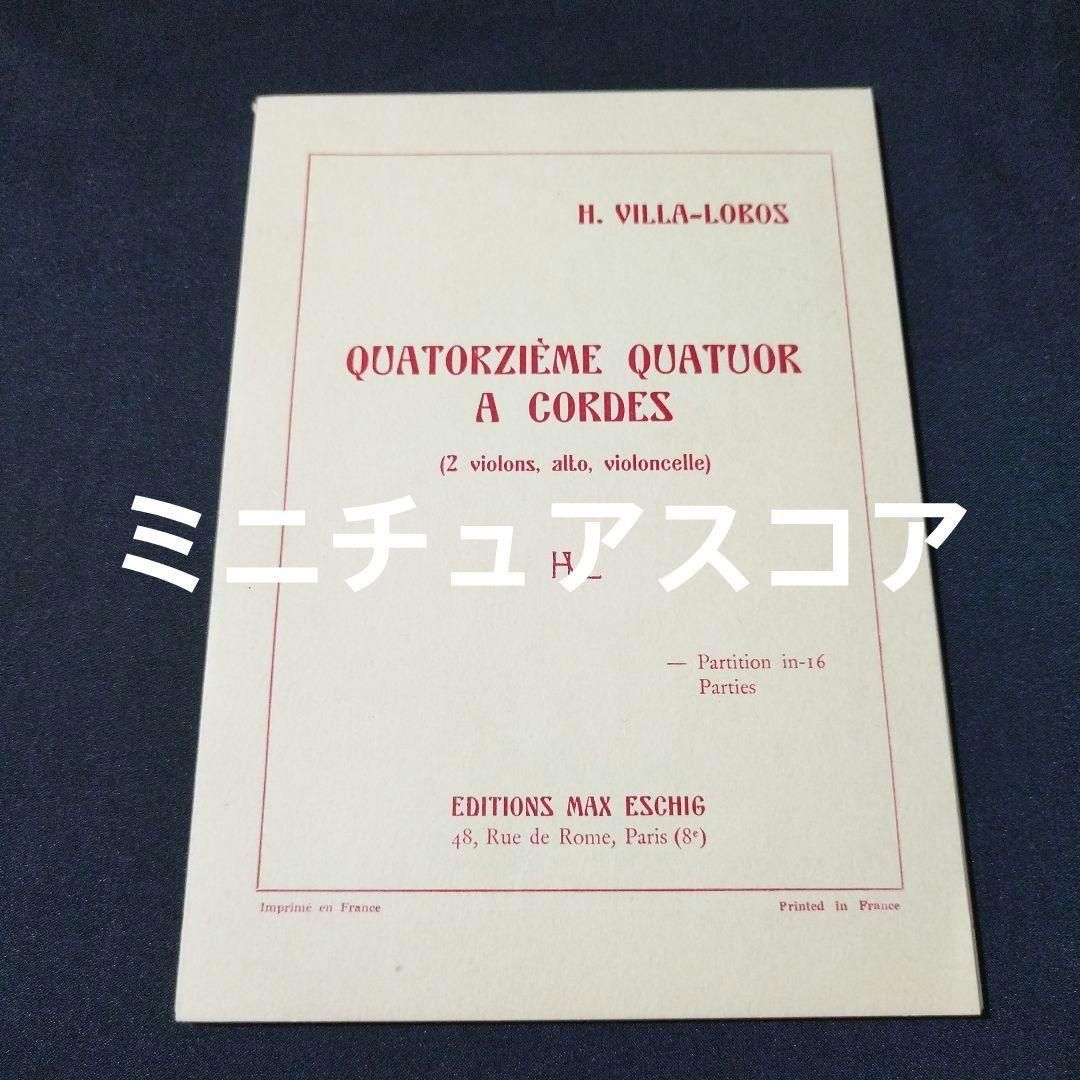 H. VILLA-LOBOS
QUATORZIÈME QUATUOR
A CORDES
(2 violons, alto, violoncelle)
ミニチュアスコア
— Partition in-16
Parties
EDITIONS MAX ESCHIG
48, Rue de Rome, Paris (8e)
Imprimé en France
Printed in France